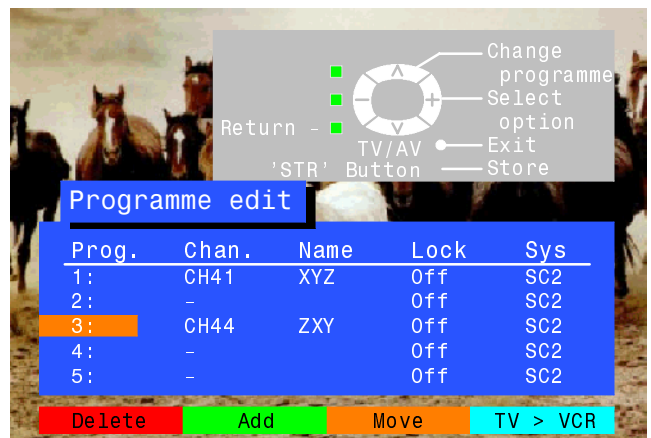 Change
programme
Select
option
Return –
TV/AV
Exit
'STR' Button
Store
Programme edit
Prog. Chan. Name Lock Sys
1: CH41 XYZ Off SC2
2: – Off SC2
3: CH44 ZXY Off SC2
4: – Off SC2
5: – Off SC2
Delete Add Move TV > VCR